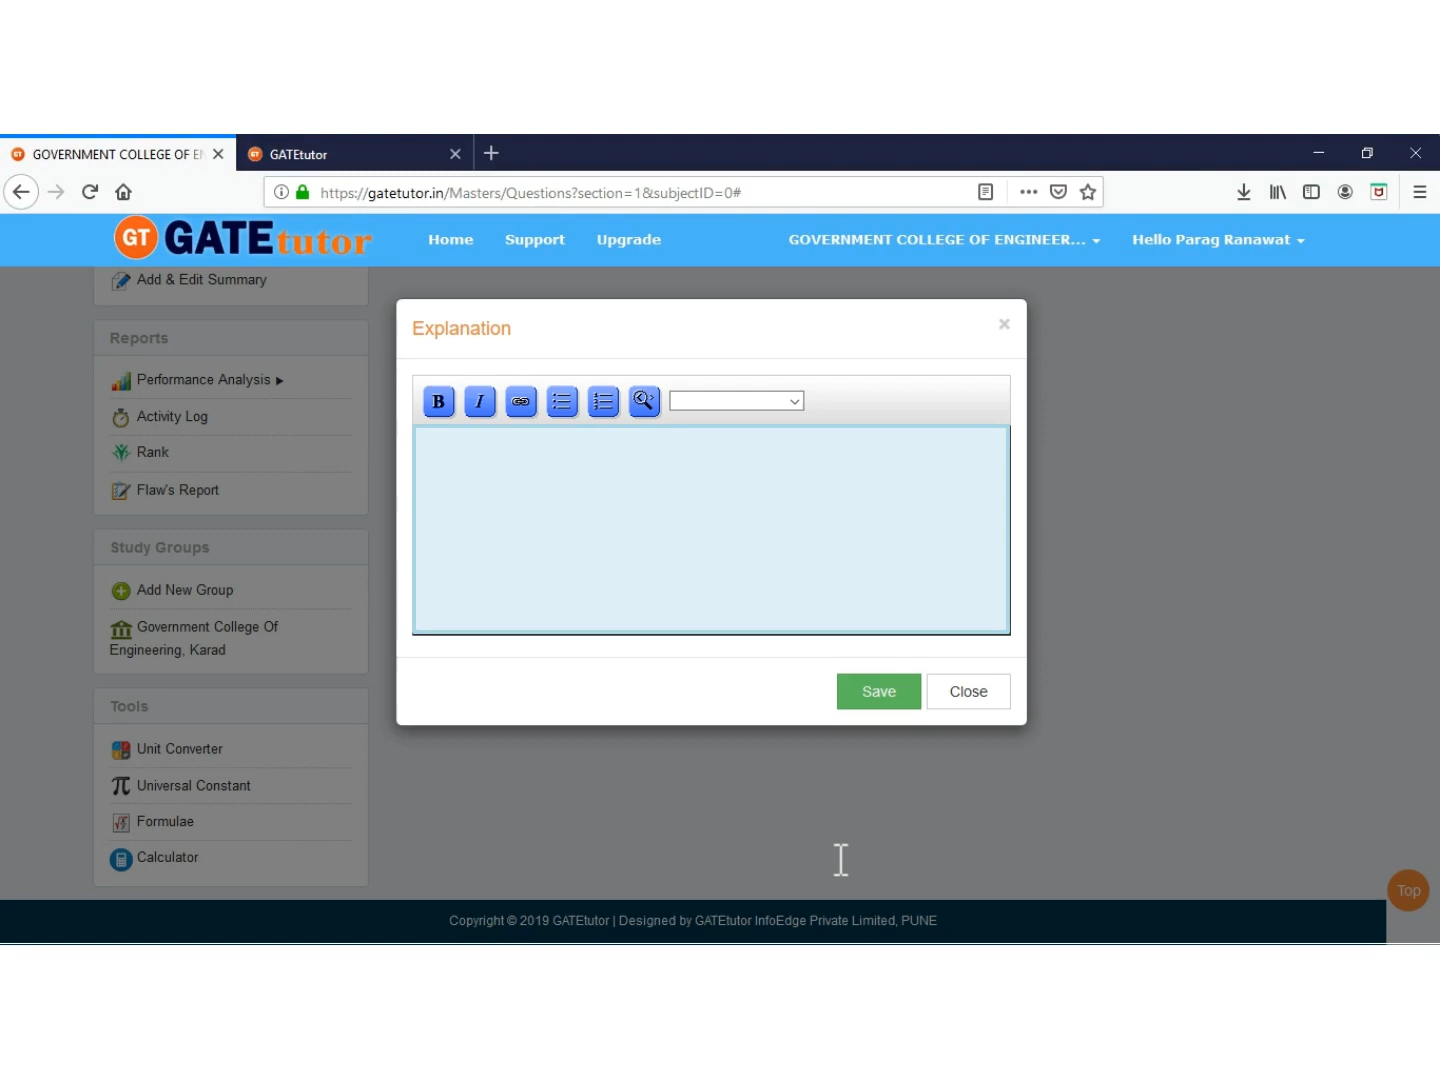 GOVERNMENT COLLEGE OF EN
GATEtutor
https://gatetutor.in/Masters/Questions?section=1&subjectID=0#
GT GATEtutor
Home Support Upgrade GOVERNMENT COLLEGE OF ENGINEER... Hello Parag Ranawat
Add & Edit Summary
Reports
Performance Analysis
Activity Log
Rank
Flaw's Report
Study Groups
Add New Group
Government College Of
Engineering, Karad
Tools
Unit Converter
Universal Constant
Formulae
Calculator
Explanation
B I
Save Close
Top
Copyright © 2019 GATEtutor | Designed by GATEtutor InfoEdge Private Limited, PUNE